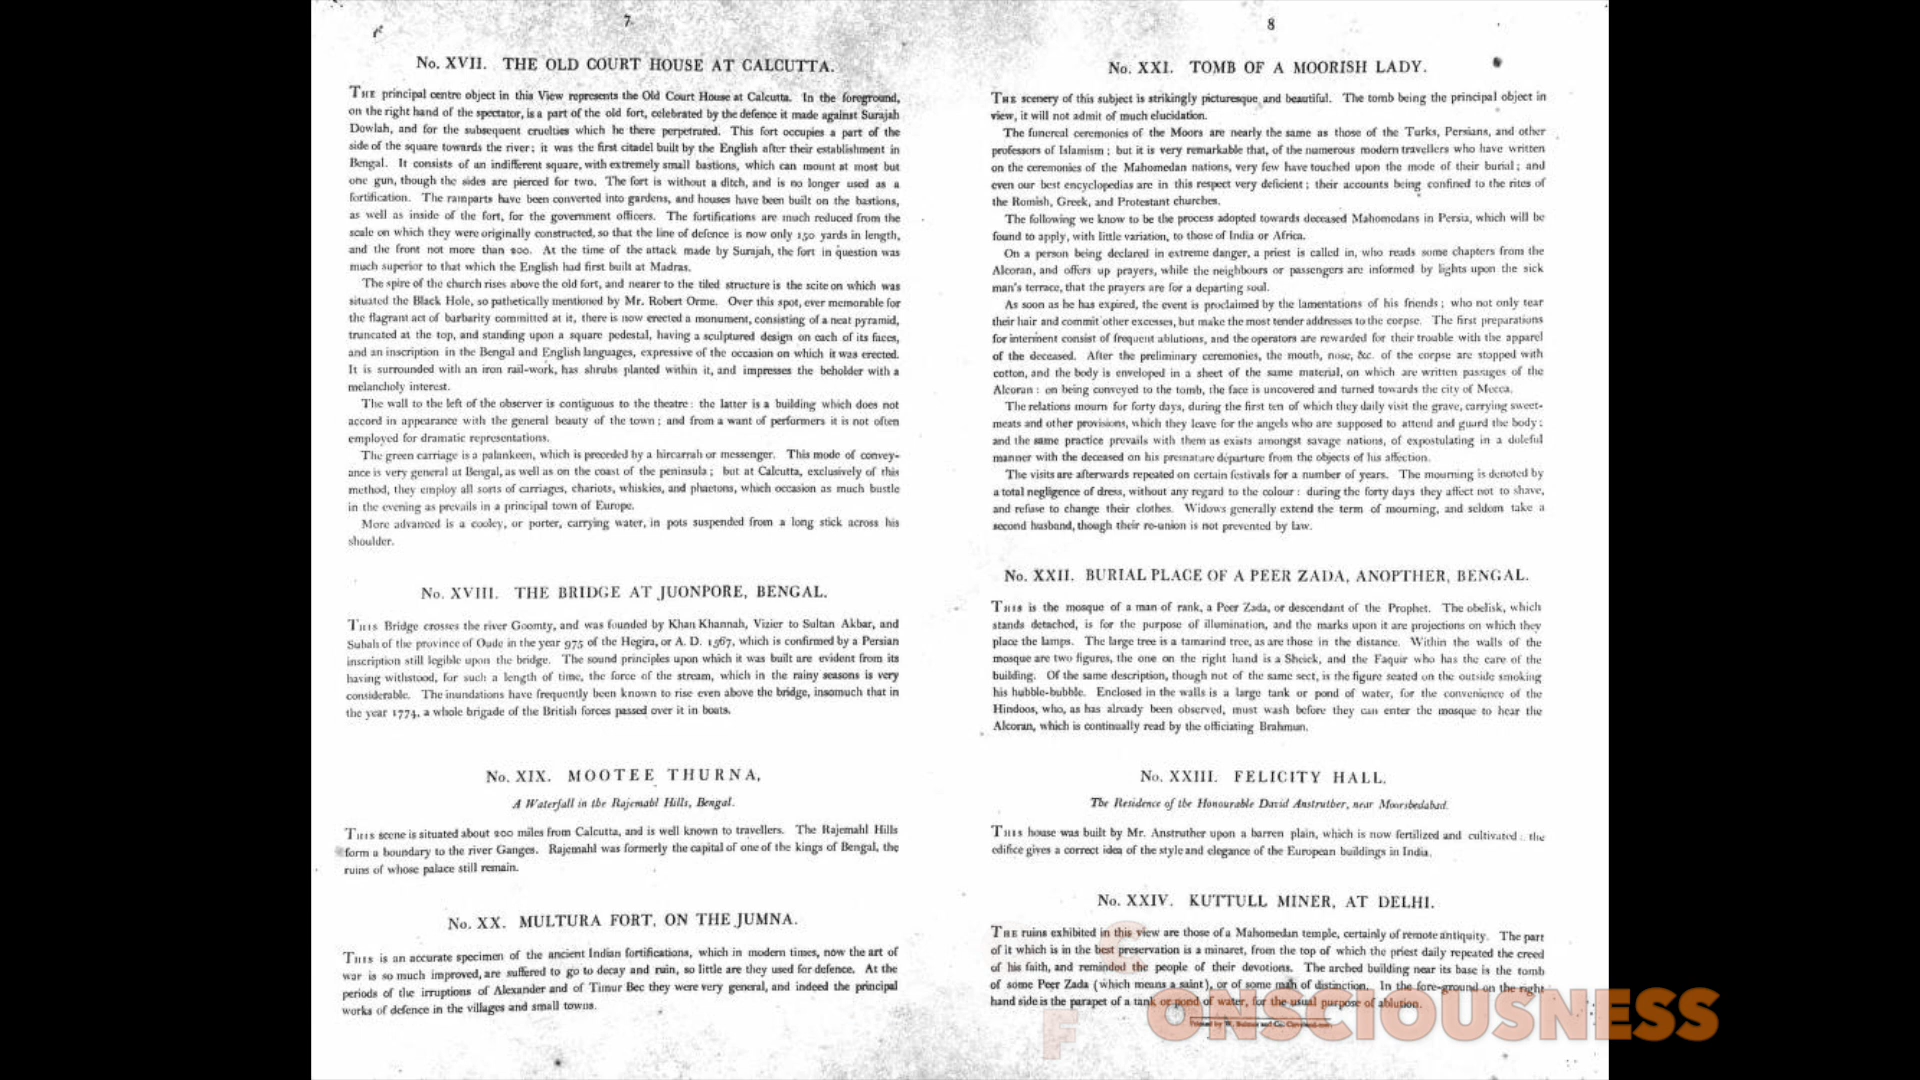 7
No. XVII. THE OLD COURT HOUSE AT CALCUTTA.
THE principal centre object in this View represents the Old Court House at Calcutta. In the foreground,
on the right hand of the spectator, is a part of the old fort, celebrated by the defence it made against Surajah
Dowlah, and for the subsequent cruelties which he there perpetrated. This fort occupies a part of the
side of the square towards the river; it was the first citadel built by the English after their establishment in
Bengal. It consists of an indifferent square, with extremely small bastions, which can mount at most but
one gun, though the sides are pierced for two. The fort is without a ditch, and is no longer used as a
fortification. The ramparts have been converted into gardens, and houses have been built on the bastions,
as well as inside of the fort, for the government officers. The fortifications are much reduced from the
scale on which they were originally constructed, so that the line of defence is now only 150 yards in length,
and the front not more than 200. At the time of the attack made by Surajah, the fort in question was
much superior to that which the English had first built at Madras.
The spire of the church rises above the old fort, and nearer to the tiled structure is the scite on which was
situated the Black Hole, so pathetically mentioned by Mr. Robert Orme. Over this spot, ever memorable for
the flagrant act of barbarity committed at it, there is now erected a monument, consisting of a neat pyramid,
truncated at the top, and standing upon a square pedestal, having a sculptured design on each of its faces,
and an inscription in the Bengal and English languages, expressive of the occasion on which it was erected.
It is surrounded with an iron rail-work, has shrubs planted within it, and impresses the beholder with a
melancholy interest.
The wall to the left of the observer is contiguous to the theatre: the latter is a building which does not
accord in appearance with the general beauty of the town; and from a want of performers it is not often
employed for dramatic representations.
The green carriage is a palankeen, which is preceded by a hircarrah or messenger. This mode of convey-
ance is very general at Bengal, as well as on the coast of the peninsula; but at Calcutta, exclusively of this
method, they employ all sorts of carriages, chariots, whiskies, and phaetons, which occasion as much bustle
in the evening as prevails in a principal town of Europe.
More advanced is a cooley, or porter, carrying water, in pots suspended from a long stick across his
shoulder.
No. XVIII. THE BRIDGE AT JUONPORE, BENGAL.
THIS Bridge crosses the river Goomty, and was founded by Khan Khannah, Vizier to Sultan Akbar, and
Subah of the province of Oude in the year 975 of the Hegira, or A. D. 1567, which is confirmed by a Persian
inscription still legible upon the bridge. The sound principles upon which it was built are evident from its
having withstood, for such a length of time, the force of the stream, which in the rainy seasons is very
considerable. The inundations have frequently been known to rise even above the bridge, insomuch that in
the year 1774, a whole brigade of the British forces passed over it in boats.
No. XIX. MOOTEE THURNA,
A Waterfall in the Rajemahl Hills, Bengal.
THIS scene is situated about 200 miles from Calcutta, and is well known to travellers. The Rajemahl Hills
form a boundary to the river Ganges. Rajemahl was formerly the capital of one of the kings of Bengal, the
ruins of whose palace still remain.
No. XX. MULTURA FORT, ON THE JUMNA.
THIS is an accurate specimen of the ancient Indian fortifications, which in modern times, now the art of
war is so much improved, are suffered to go to decay and ruin, so little are they used for defence. At the
periods of the irruptions of Alexander and of Timur Bec they were very general, and indeed the principal
works of defence in the villages and small towns.
8
No. XXI. TOMB OF A MOORISH LADY.
THE scenery of this subject is strikingly picturesque and beautiful. The tomb being the principal object in
view, it will not admit of much elucidation.
The funereal ceremonies of the Moors are nearly the same as those of the Turks, Persians, and other
professors of Islamism; but it is very remarkable that, of the numerous modern travellers who have written
on the ceremonies of the Mahomedan nations, very few have touched upon the mode of their burial; and
even our best encyclopedias are in this respect very deficient; their accounts being confined to the rites of
the Romish, Greek, and Protestant churches.
The following we know to be the process adopted towards deceased Mahomedans in Persia, which will be
found to apply, with little variation, to those of India or Africa.
On a person being declared in extreme danger, a priest is called in, who reads some chapters from the
Alcoran, and offers up prayers, while the neighbours or passengers are informed by lights upon the sick
man's terrace, that the prayers are for a departing soul.
As soon as he has expired, the event is proclaimed by the lamentations of his friends; who not only tear
their hair and commit other excesses, but make the most tender addresses to the corpse. The first preparations
for interment consist of frequent ablutions, and the operators are rewarded for their trouble with the apparel
of the deceased. After the preliminary ceremonies, the mouth, nose, &c. of the corpse are stopped with
cotton, and the body is enveloped in a sheet of the same material, on which are written passages of the
Alcoran: on being conveyed to the tomb, the face is uncovered and turned towards the city of Mecca.
The relations mourn for forty days, during the first ten of which they daily visit the grave, carrying sweet-
meats and other provisions, which they leave for the angels who are supposed to attend and guard the body;
and the same practice prevails with them as exists amongst savage nations, of expostulating in a doleful
manner with the deceased on his premature departure from the objects of his affection.
The visits are afterwards repeated on certain festivals for a number of years. The mourning is denoted by
a total negligence of dress, without any regard to the colour: during the forty days they affect not to shave,
and refuse to change their clothes. Widows generally extend the term of mourning, and seldom take a
second husband, though their re-union is not prevented by law.
No. XXII. BURIAL PLACE OF A PEER ZADA, ANOPTHER, BENGAL.
THIS is the mosque of a man of rank, a Peer Zada, or descendant of the Prophet. The obelisk, which
stands detached, is for the purpose of illumination, and the marks upon it are projections on which they
place the lamps. The large tree is a tamarind tree, as are those in the distance. Within the walls of the
mosque are two figures, the one on the right hand is a Sheick, and the Faquir who has the care of the
building. Of the same description, though not of the same sect, is the figure seated on the outside smoking
his hubble-bubble. Enclosed in the walls is a large tank or pond of water, for the convenience of the
Hindoos, who, as has already been observed, must wash before they can enter the mosque to hear the
Alcoran, which is continually read by the officiating Brahmun.
No. XXIII. FELICITY HALL,
The Residence of the Honourable David Anstruther, near Moorshedabad.
THIS house was built by Mr. Anstruther upon a barren plain, which is now fertilized and cultivated: the
edifice gives a correct idea of the style and elegance of the European buildings in India.
No. XXIV. KUTTULL MINER, AT DELHI.
THE ruins exhibited in this view are those of a Mahomedan temple, certainly of remote antiquity. The part
of it which is in the best preservation is a minaret, from the top of which the priest daily repeated the creed
of his faith, and reminded the people of their devotions. The arched building near its base is the tomb
of some Peer Zada (which means a saint), or of some man of distinction. In the fore-ground on the right
hand side is the parapet of a tank or pond of water, for the usual purpose of ablution.
Printed by W. Bulmer and Co.
C
F
ONSCIOUSNESS